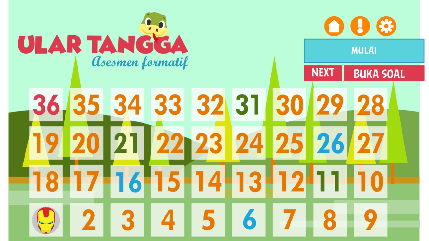 ULAR TANGGA
Asesmen formatif
MULAI
NEXT BUKA SOAL
36 35 34 33 32 31 30 29 28
19 20 21 22 23 24 25 26 27
18 17 16 15 14 13 12 11 10
2 3 4 5 6 7 8 9